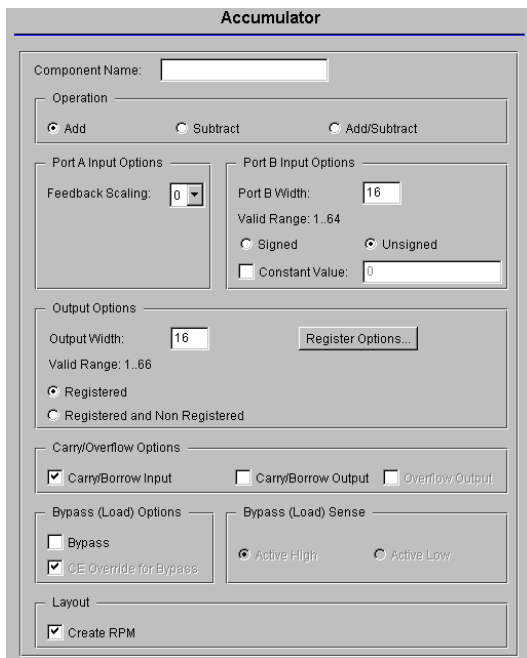 Accumulator
Component Name:
Operation
Add Subtract Add/Subtract
Port A Input Options
Feedback Scaling: 0
Port B Input Options
Port B Width: 16
Valid Range: 1..64
Signed Unsigned
Constant Value: 0
Output Options
Output Width: 16 Register Options...
Valid Range: 1..66
Registered
Registered and Non Registered
Carry/Overflow Options
Carry/Borrow Input Carry/Borrow Output Overflow Output
Bypass (Load) Options
Bypass
CE Override for Bypass
Bypass (Load) Sense
Active High Active Low
Layout
Create RPM